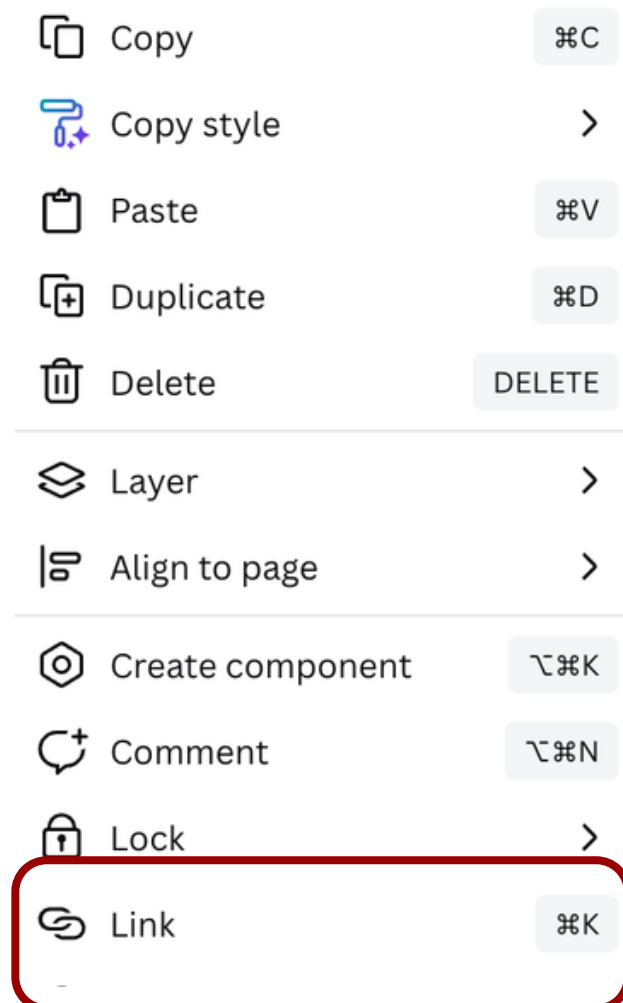 Copy ⌘C
Copy style
Paste ⌘V
Duplicate ⌘D
Delete DELETE
Layer
Align to page
Create component ⌥⌘K
Comment ⌥⌘N
Lock
Link ⌘K